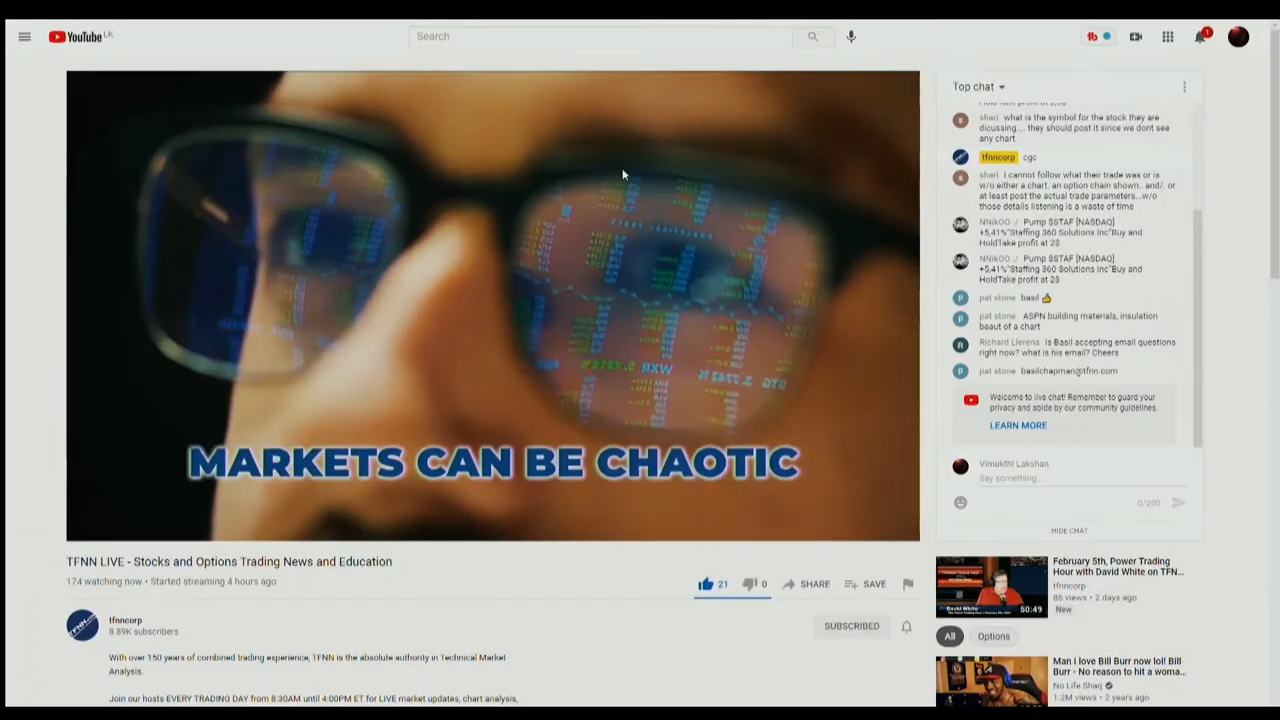 YouTube LK
Search
1
Top chat
shari what is the symbol for the stock they are
dicussing.... they should post it since we dont see
any chart
tfnncorp cgc
shari I cannot follow what their trade was or is
w/o either a chart. an option chain shown.. and/. or
at least post the actual trade parameters...w/o
those details listening is a waste of time
NNikOO :/ Pump $STAF [NASDAQ]
+5,41%"Staffing 360 Solutions Inc"Buy and
HoldTake profit at 2$
NNikOO :/ Pump $STAF [NASDAQ]
+5,41%"Staffing 360 Solutions Inc"Buy and
HoldTake profit at 2$
pat stone basil 👍
pat stone ASPN building materials, insulation
beaut of a chart
Richard Llerena Is Basil accepting email questions
right now? what is his email? Cheers
pat stone basilchapman@tfnn.com
Welcome to live chat! Remember to guard your
privacy and abide by our community guidelines.
LEARN MORE
Vimukthi Lakshan
Say something...
0/200
HIDE CHAT
MARKETS CAN BE CHAOTIC
TFNN LIVE - Stocks and Options Trading News and Education
174 watching now • Started streaming 4 hours ago
21 0 SHARE SAVE
tfnncorp
8.89K subscribers
SUBSCRIBED
With over 150 years of combined trading experience, TFNN is the absolute authority in Technical Market
Analysis.
Join our hosts EVERY TRADING DAY from 8:30AM until 4:00PM ET for LIVE market updates, chart analysis,
February 5th, Power Trading
Hour with David White on TFN...
tfnncorp
86 views • 2 days ago
New
David White
50:49
All Options
Man I love Bill Burr now lol! Bill
Burr - No reason to hit a woma...
No Life Shaq
1.2M views • 2 years ago